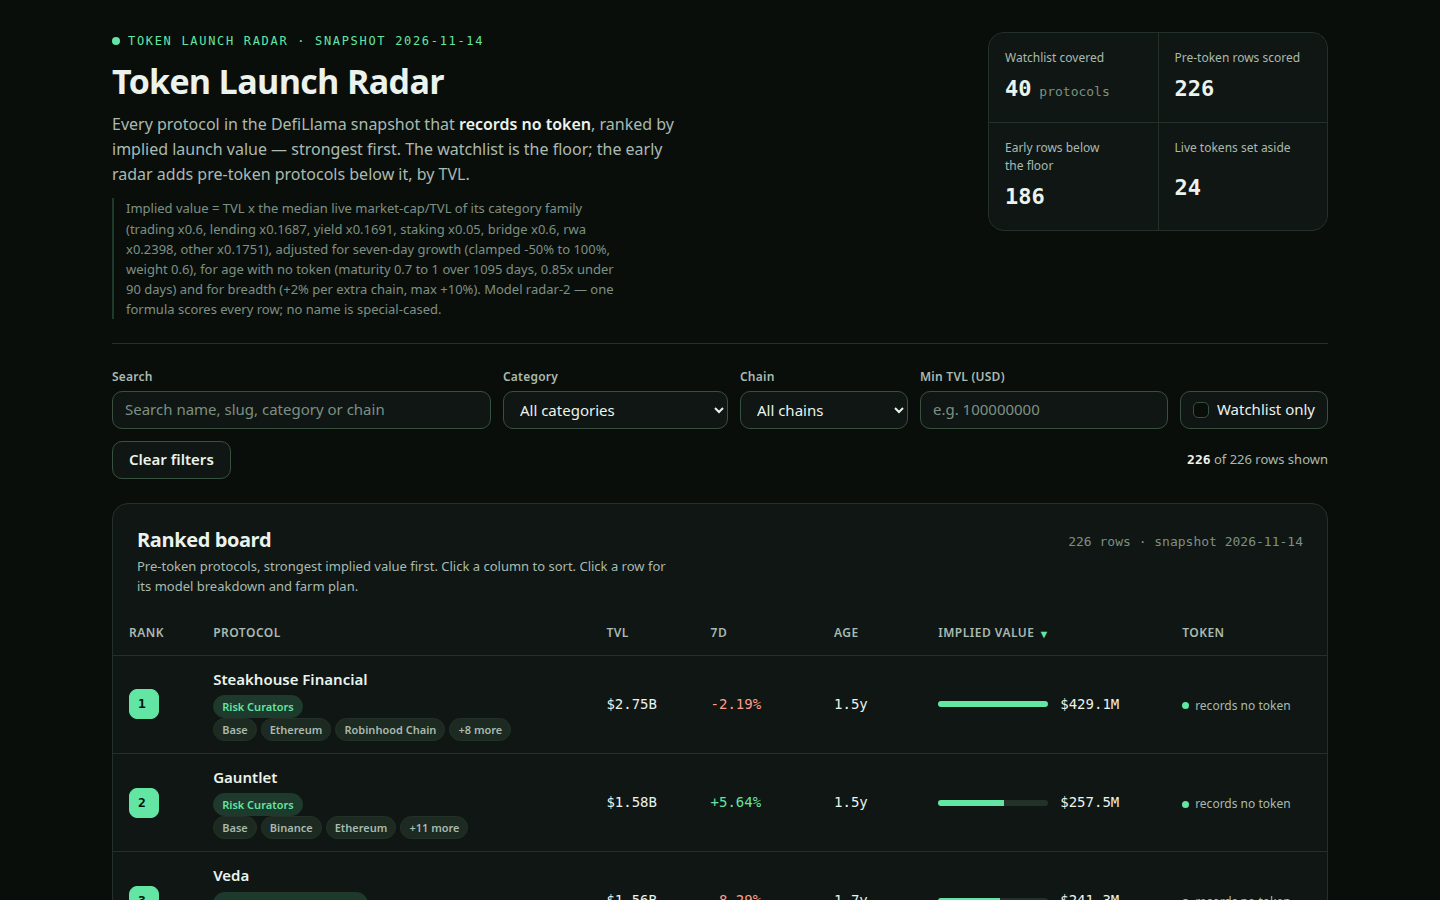 TOKEN LAUNCH RADAR · SNAPSHOT 2026-11-14
Token Launch Radar
Every protocol in the DefiLlama snapshot that records no token, ranked by
implied launch value — strongest first. The watchlist is the floor; the early
radar adds pre-token protocols below it, by TVL.
Implied value = TVL x the median live market-cap/TVL of its category family
(trading x0.6, lending x0.1687, yield x0.1691, staking x0.05, bridge x0.6, rwa
x0.2398, other x0.1751), adjusted for seven-day growth (clamped -50% to 100%,
weight 0.6), for age with no token (maturity 0.7 to 1 over 1095 days, 0.85x under
90 days) and for breadth (+2% per extra chain, max +10%). Model radar-2 — one
formula scores every row; no name is special-cased.
Watchlist covered
40 protocols
Pre-token rows scored
226
Early rows below
the floor
186
Live tokens set aside
24
Search
Search name, slug, category or chain
Category
All categories
Chain
All chains
Min TVL (USD)
e.g. 100000000
Watchlist only
Clear filters
226 of 226 rows shown
Ranked board
226 rows · snapshot 2026-11-14
Pre-token protocols, strongest implied value first. Click a column to sort. Click a row for
its model breakdown and farm plan.
RANK PROTOCOL TVL 7D AGE IMPLIED VALUE ▼ TOKEN
1 Steakhouse Financial $2.75B -2.19% 1.5y $429.1M records no token
Risk Curators
Base Ethereum Robinhood Chain +8 more
2 Gauntlet $1.58B +5.64% 1.5y $257.5M records no token
Risk Curators
Base Binance Ethereum +11 more
Veda